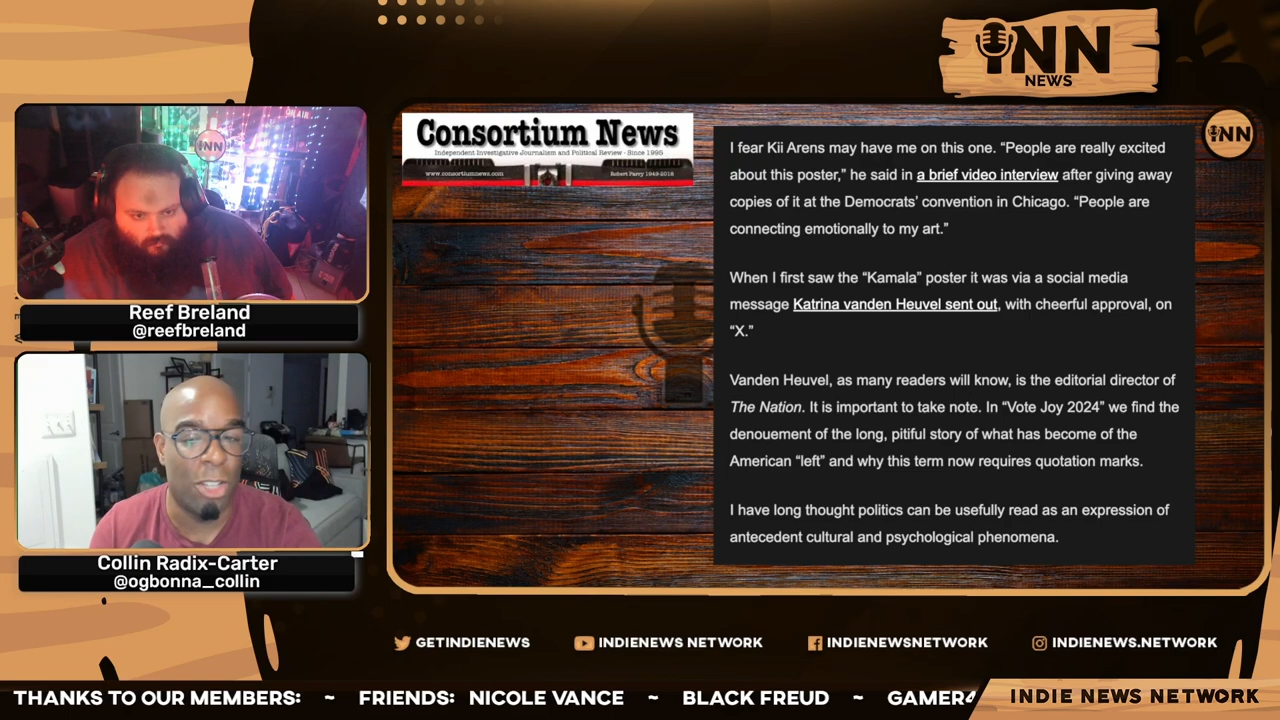 iNN
NEWS
ON AIR
INN
Reef Breland
@reefbreland
Collin Radix-Carter
@ogbonna_collin
Consortium News
Independent Investigative Journalism and Political Review - Since 1995
www.consortiumnews.com
Robert Parry 1949-2018
iNN
I fear Kii Arens may have me on this one. “People are really excited
about this poster,” he said in a brief video interview after giving away
copies of it at the Democrats’ convention in Chicago. “People are
connecting emotionally to my art.”
When I first saw the “Kamala” poster it was via a social media
message Katrina vanden Heuvel sent out, with cheerful approval, on
“X.”
Vanden Heuvel, as many readers will know, is the editorial director of
The Nation. It is important to take note. In “Vote Joy 2024” we find the
denouement of the long, pitiful story of what has become of the
American “left” and why this term now requires quotation marks.
I have long thought politics can be usefully read as an expression of
antecedent cultural and psychological phenomena.
GETINDIENEWS
INDIENEWS NETWORK
INDIENEWSNETWORK
INDIENEWS.NETWORK
THANKS TO OUR MEMBERS: ~ FRIENDS: NICOLE VANCE ~ BLACK FREUD ~ GAMER4
INDIE NEWS NETWORK